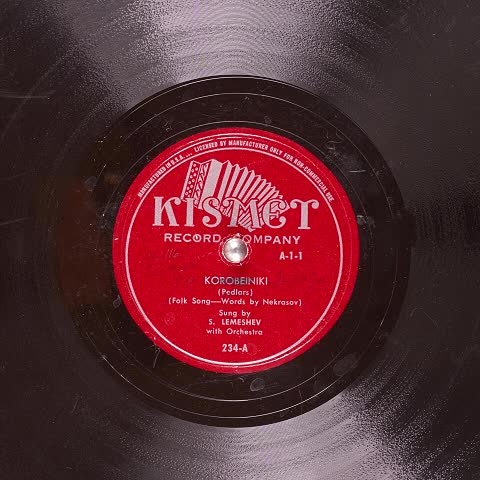 MANUFACTURED IN U.S.A. ... LICENSED BY MANUFACTURER ONLY FOR NON-COMMERCIAL USE
KISMET
RECORD COMPANY
A-1-1
KOROBEINIKI
(Pedlars)
(Folk Song—Words by Nekrasov)
Sung by
S. LEMESHEV
with Orchestra
234-A